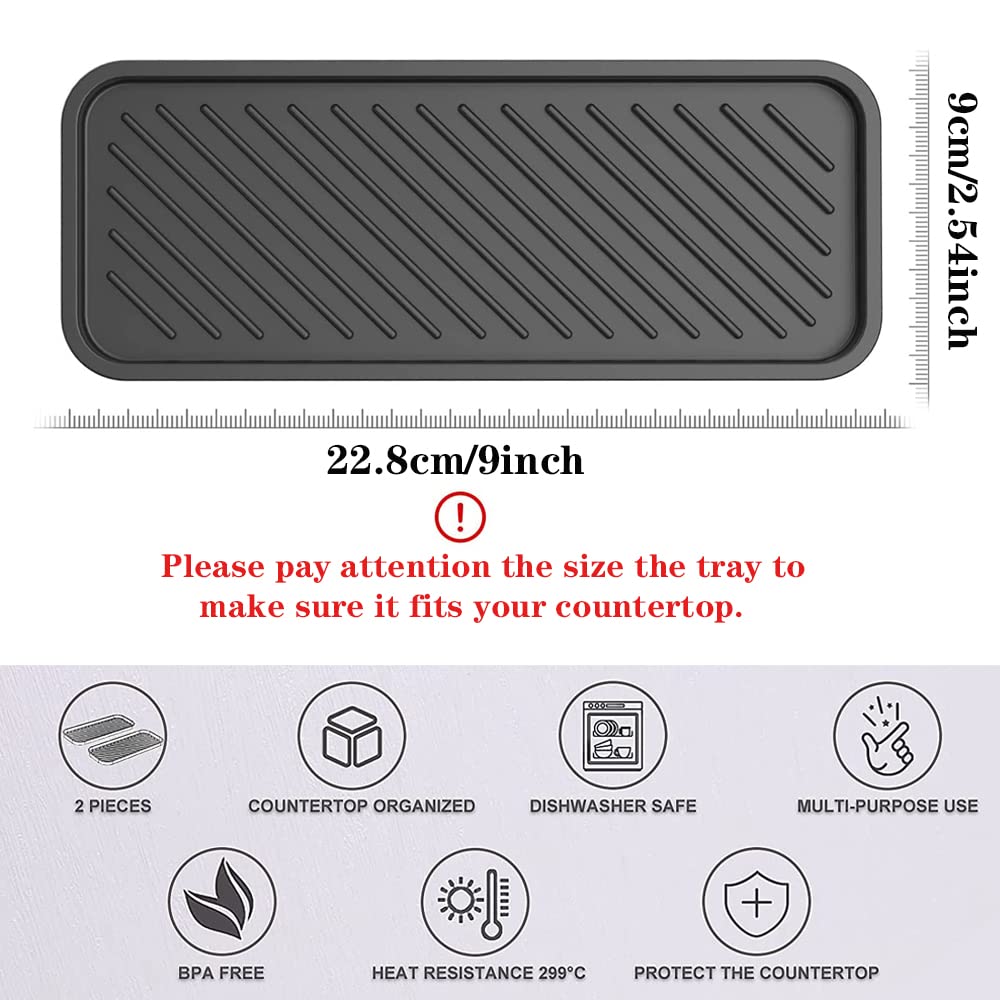 9cm/2.54inch
22.8cm/9inch
!
Please pay attention the size the tray to
make sure it fits your countertop.
2 PIECES
COUNTERTOP ORGANIZED
DISHWASHER SAFE
MULTI-PURPOSE USE
BPA FREE
HEAT RESISTANCE 299°C
PROTECT THE COUNTERTOP